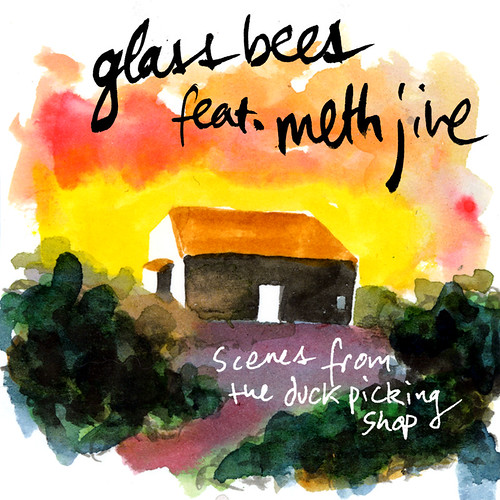 glass bees
feat. meth jive
scenes from
the duck picking
shop